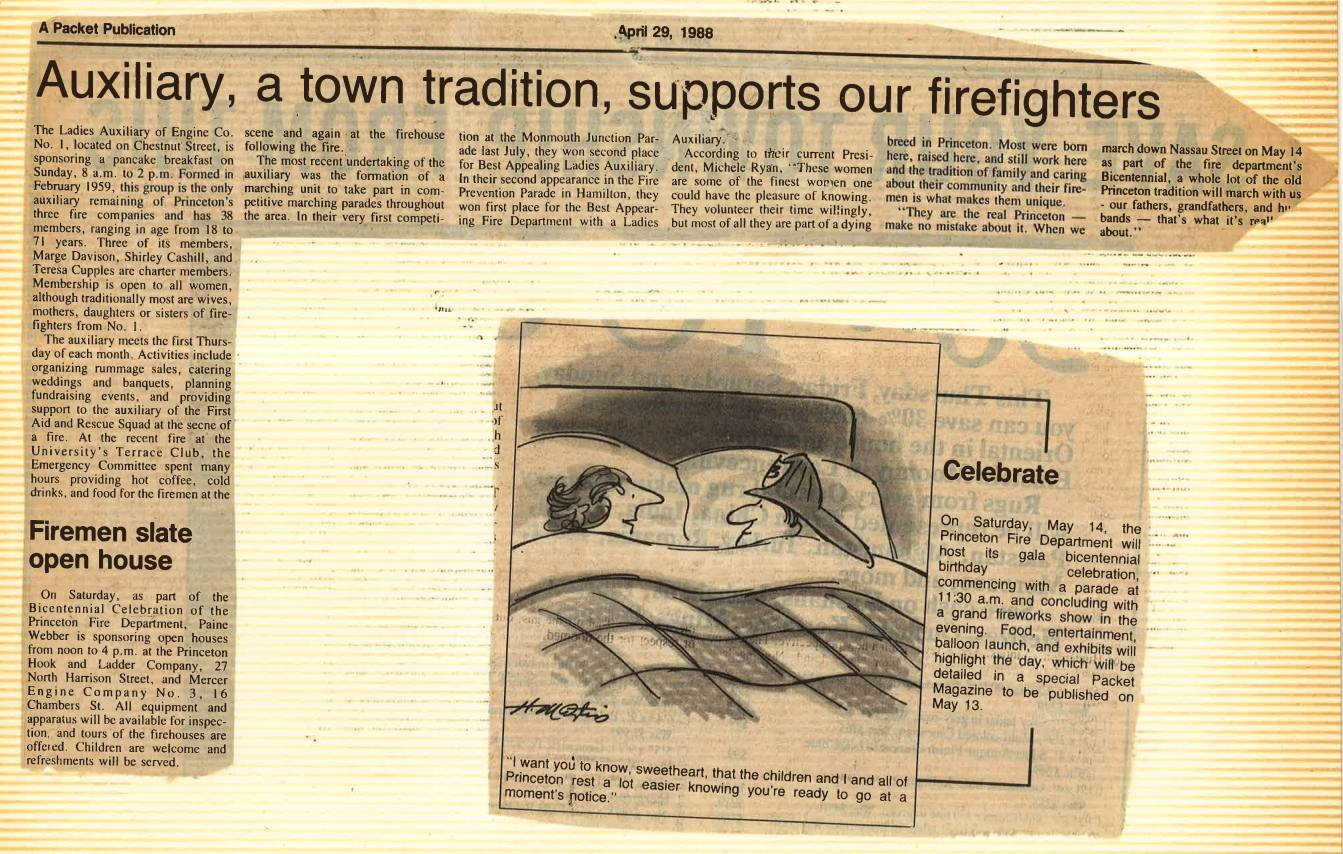 A Packet Publication
April 29, 1988
Auxiliary, a town tradition, supports our firefighters
The Ladies Auxiliary of Engine Co.
No. 1, located on Chestnut Street, is
sponsoring a pancake breakfast on
Sunday, 8 a.m. to 2 p.m. Formed in
February 1959, this group is the only
auxiliary remaining of Princeton's
three fire companies and has 38
members, ranging in age from 18 to
71 years. Three of its members,
Marge Davison, Shirley Cashill, and
Teresa Cupples are charter members.
Membership is open to all women,
although traditionally most are wives,
mothers, daughters or sisters of fire-
fighters from No. 1.
The auxiliary meets the first Thurs-
day of each month. Activities include
organizing rummage sales, catering
weddings and banquets, planning
fundraising events, and providing
support to the auxiliary of the First
Aid and Rescue Squad at the secne of
a fire. At the recent fire at the
University's Terrace Club, the
Emergency Committee spent many
hours providing hot coffee, cold
drinks, and food for the firemen at the
scene and again at the firehouse
following the fire.
The most recent undertaking of the
auxiliary was the formation of a
marching unit to take part in com-
petitive marching parades throughout
the area. In their very first competi-
tion at the Monmouth Junction Par-
ade last July, they won second place
for Best Appealing Ladies Auxiliary.
In their second appearance in the Fire
Prevention Parade in Hamilton, they
won first place for the Best Appear-
ing Fire Department with a Ladies
Auxiliary.
According to their current Presi-
dent, Michele Ryan, "These women
are some of the finest women one
could have the pleasure of knowing.
They volunteer their time willingly,
but most of all they are part of a dying
breed in Princeton. Most were born
here, raised here, and still work here
and the tradition of family and caring
about their community and their fire-
men is what makes them unique.
"They are the real Princeton —
make no mistake about it. When we
march down Nassau Street on May 14
as part of the fire department's
Bicentennial, a whole lot of the old
Princeton tradition will march with us
- our fathers, grandfathers, and
bands — that's what it's
about."
Firemen slate
open house
On Saturday, as part of the
Bicentennial Celebration of the
Princeton Fire Department, Paine
Webber is sponsoring open houses
from noon to 4 p.m. at the Princeton
Hook and Ladder Company, 27
North Harrison Street, and Mercer
Engine Company No. 3, 16
Chambers St. All equipment and
apparatus will be available for inspec-
tion, and tours of the firehouses are
offered. Children are welcome and
refreshments will be served.
H. Martin
"I want you to know, sweetheart, that the children and I and all of
Princeton rest a lot easier knowing you're ready to go at a
moment's notice."
Celebrate
On Saturday, May 14, the
Princeton Fire Department will
host its gala bicentennial
birthday celebration,
commencing with a parade at
11:30 a.m. and concluding with
a grand fireworks show in the
evening. Food, entertainment,
balloon launch, and exhibits will
highlight the day, which will be
detailed in a special Packet
Magazine to be published on
May 13.